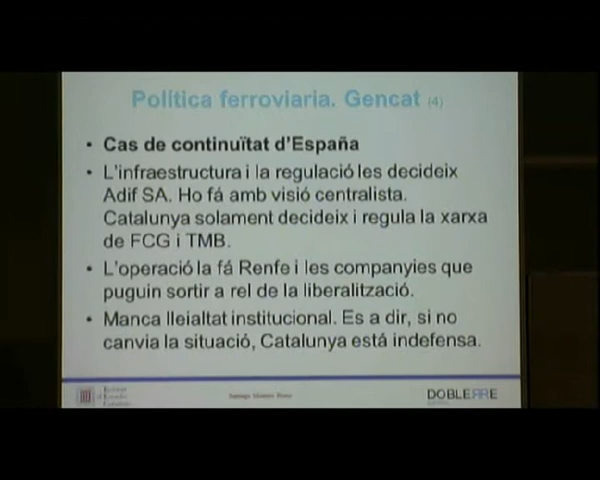 Política ferroviaria. Gencat (4)
• Cas de continuïtat d'España
• L'infraestructura i la regulació les decideix
Adif SA. Ho fá amb visió centralista.
Catalunya solament decideix i regula la xarxa
de FCG i TMB.
• L'operació la fá Renfe i les companyies que
puguin sortir a rel de la liberalització.
• Manca lleialtat institucional. Es a dir, si no
canvia la situació, Catalunya está indefensa.
DOBLERRE